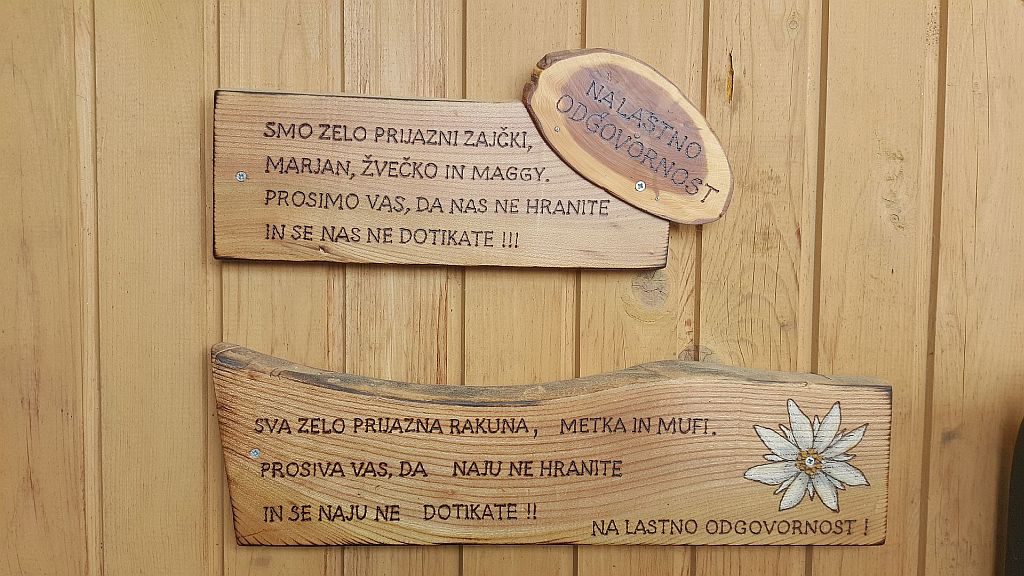 NA LASTNO
ODGOVORNOST
SMO ZELO PRIJAZNI ZAJČKI,
MARJAN, ŽVEČKO IN MAGGY.
PROSIMO VAS, DA NAS NE HRANITE
IN SE NAS NE DOTIKATE !!!
SVA ZELO PRIJAZNA RAKUNA, METKA IN MUFI.
PROSIVA VAS, DA NAJU NE HRANITE
IN SE NAJU NE DOTIKATE !!
NA LASTNO ODGOVORNOST !